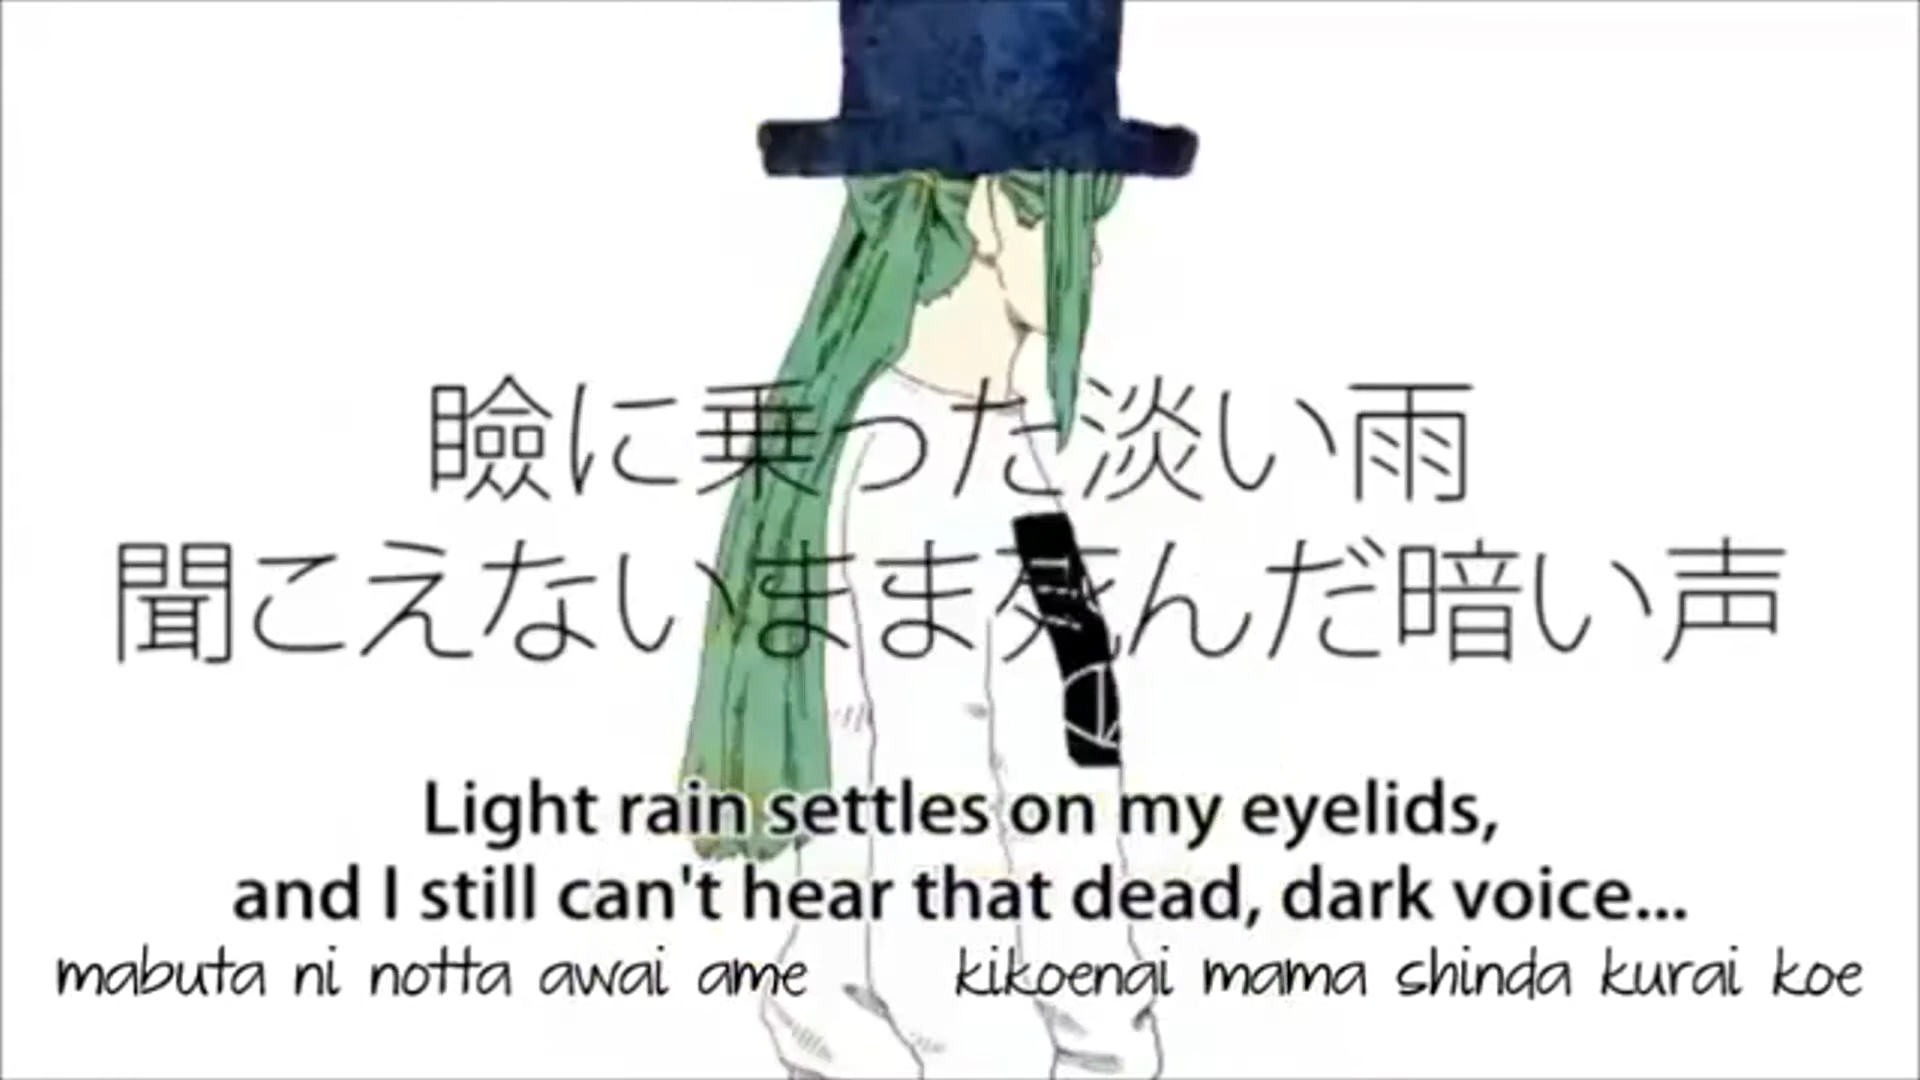 瞼に乗った淡い雨
聞こえないまま死んだ暗い声
Light rain settles on my eyelids,
and I still can't hear that dead, dark voice...
mabuta ni notta awai ame kikoenai mama shinda kurai koe